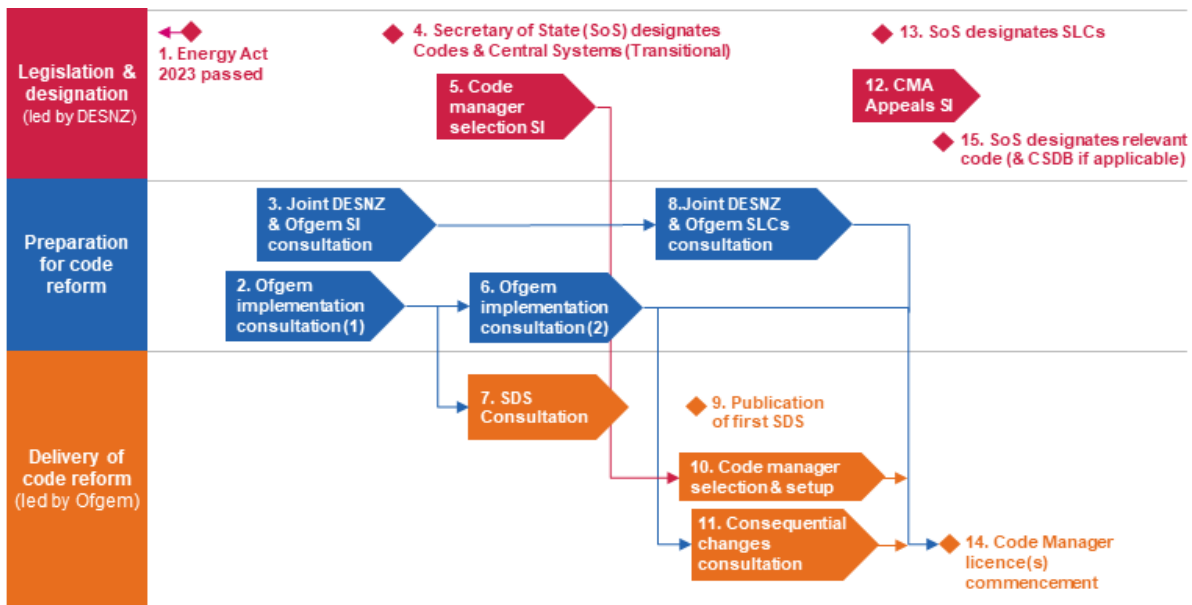 Legislation &
designation
(led by DESNZ)
1. Energy Act
2023 passed
4. Secretary of State (SoS) designates
Codes & Central Systems (Transitional)
5. Code
manager
selection SI
13. SoS designates SLCs
12. CMA
Appeals SI
15. SoS designates relevant
code (& CSDB if applicable)
Preparation
for code
reform
3. Joint DESNZ
& Ofgem SI
consultation
8.Joint DESNZ
& Ofgem SLCs
consultation
2. Ofgem
implementation
consultation (1)
6. Ofgem
implementation
consultation (2)
Delivery of
code reform
(led by Ofgem)
7. SDS
Consultation
9. Publication
of first SDS
10. Code manager
selection & setup
11. Consequential
changes
consultation
14. Code Manager
licence(s)
commencement